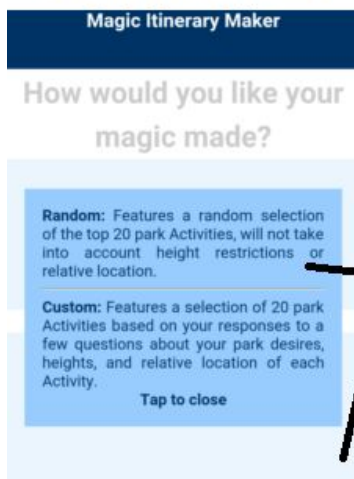 Magic Itinerary Maker
How would you like your
magic made?
Random: Features a random selection
of the top 20 park Activities, will not take
into account height restrictions or
relative location.
Custom: Features a selection of 20 park
Activities based on your responses to a
few questions about your park desires,
heights, and relative location of each
Activity.
Tap to close